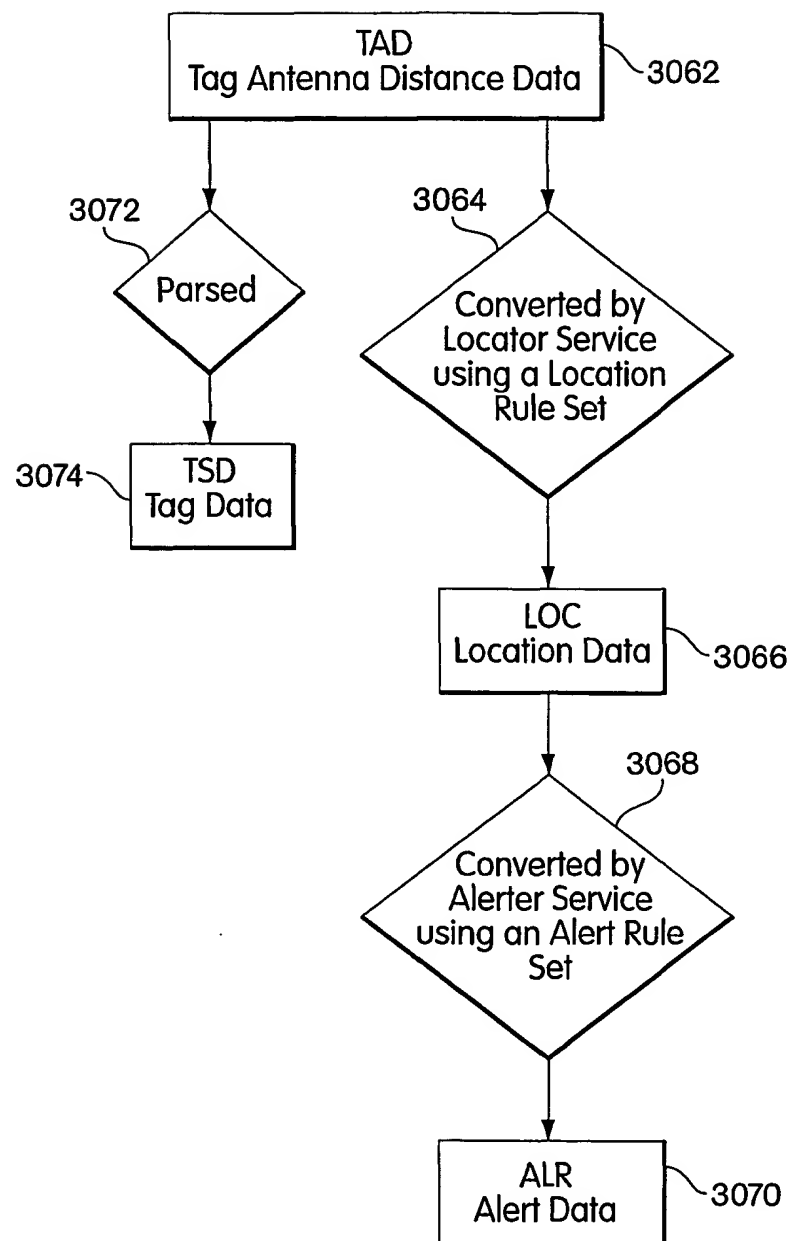 TAD
Tag Antenna Distance Data
3062
3072
Parsed
3064
Converted by
Locator Service
using a Location
Rule Set
3074
TSD
Tag Data
LOC
Location Data
3066
3068
Converted by
Alerter Service
using an Alert Rule
Set
ALR
Alert Data
3070